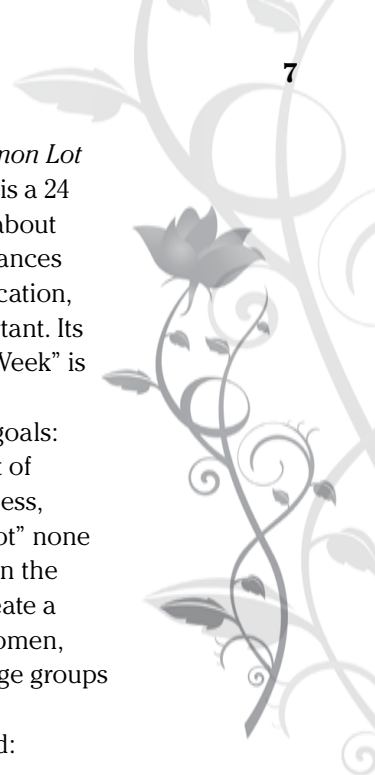 7
mon Lot
is a 24
about
ances
cation,
tant. Its
Week” is
goals:
t of
ess,
ot” none
n the
eate a
omen,
ge groups
d: